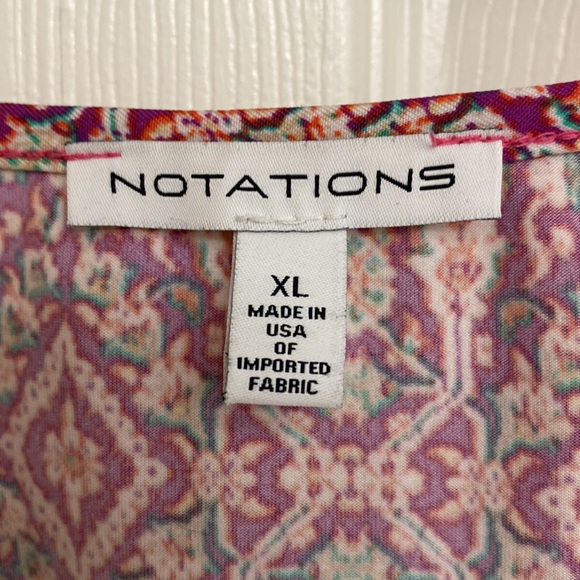 NOTATIONS
XL
MADE IN
USA
OF
IMPORTED
FABRIC